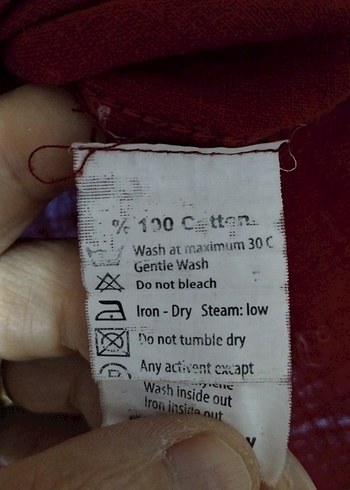 % 100 Cotton
Wash at maximum 30 C
Gentle Wash
Do not bleach
Iron - Dry Steam: low
Do not tumble dry
P
Any activent except
Wash inside out
Iron inside out